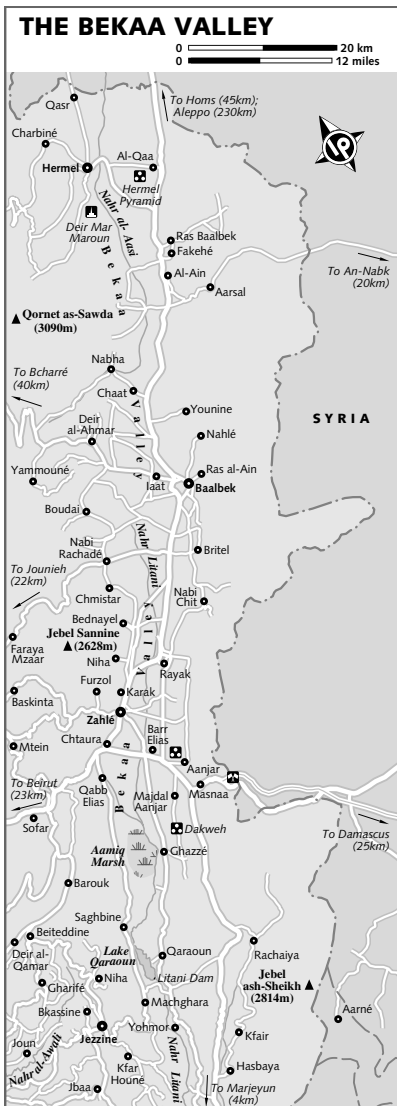 THE BEKAA VALLEY
0 20 km
0 12 miles
To Homs (45km);
Aleppo (230km)
Qasr
Charbiné
Al-Qaa
Hermel
Hermel
Pyramid
Nahr al-Aasi
Deir Mar
Maroun
Bekaa
Ras Baalbek
Fakehé
Al-Ain
To An-Nabk
(20km)
Aarsal
Qornet as-Sawda
(3090m)
Nabha
To Bcharré
(40km)
Chaat
Valley
Younine
SYRIA
Deir
al-Ahmar
Nahlé
Yammouné
Ras al-Ain
Iaat
Baalbek
Boudai
Nahr Litani
Nabi
Rachadé
Britel
To Jounieh
(22km)
Chmistar
Nabi
Chit
Bednayel
Valley
Faraya
Mzaar
Jebel Sannine
(2628m)
Niha
Rayak
Furzol
Karak
Baskinta
Zahlé
Mtein
Chtaura
Barr
Elias
Bekaa
Aanjar
Masnaa
To Beirut
(23km)
Qabb
Elias
Majdal
Aanjar
Sofar
Dakweh
To Damascus
(25km)
Aamiq
Marsh
Ghazzé
Barouk
Saghbine
Beiteddine
Deir al-
Qamar
Lake
Qaraoun
Qaraoun
Rachaiya
Niha
Litani Dam
Jebel
ash-Sheikh
(2814m)
Gharifé
Machghara
Aarné
Bkassine
Jezzine
Yohmor
Kfair
Joun
Nahr al-Awali
Kfar
Houné
Nahr Litani
Hasbaya
Jbaa
To Marjeyun
(4km)